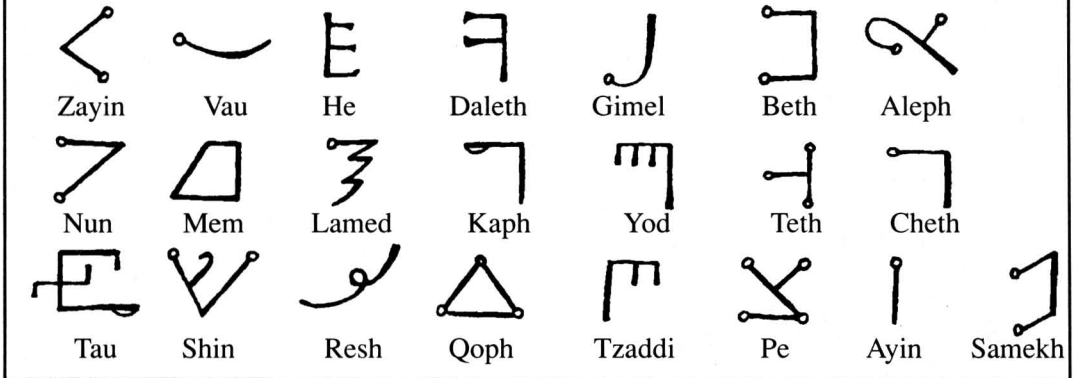 Zayin Vau He Daleth Gimel Beth Aleph
Nun Mem Lamed Kaph Yod Teth Cheth
Tau Shin Resh Qoph Tzaddi Pe Ayin Samekh